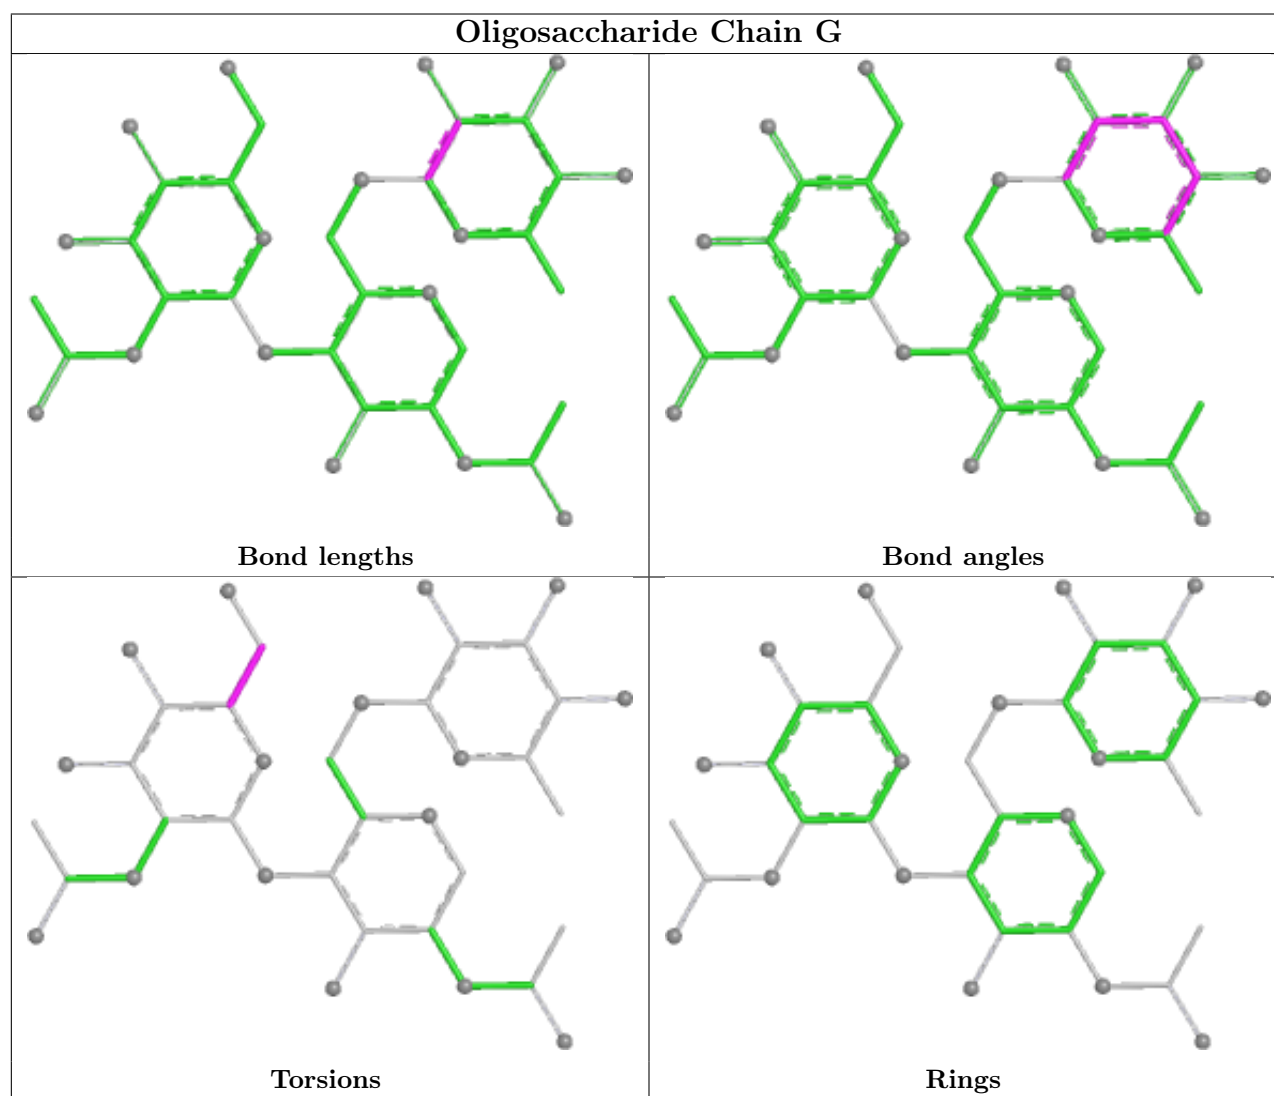 Oligosaccharide Chain G
Bond lengths
Bond angles
Torsions
Rings